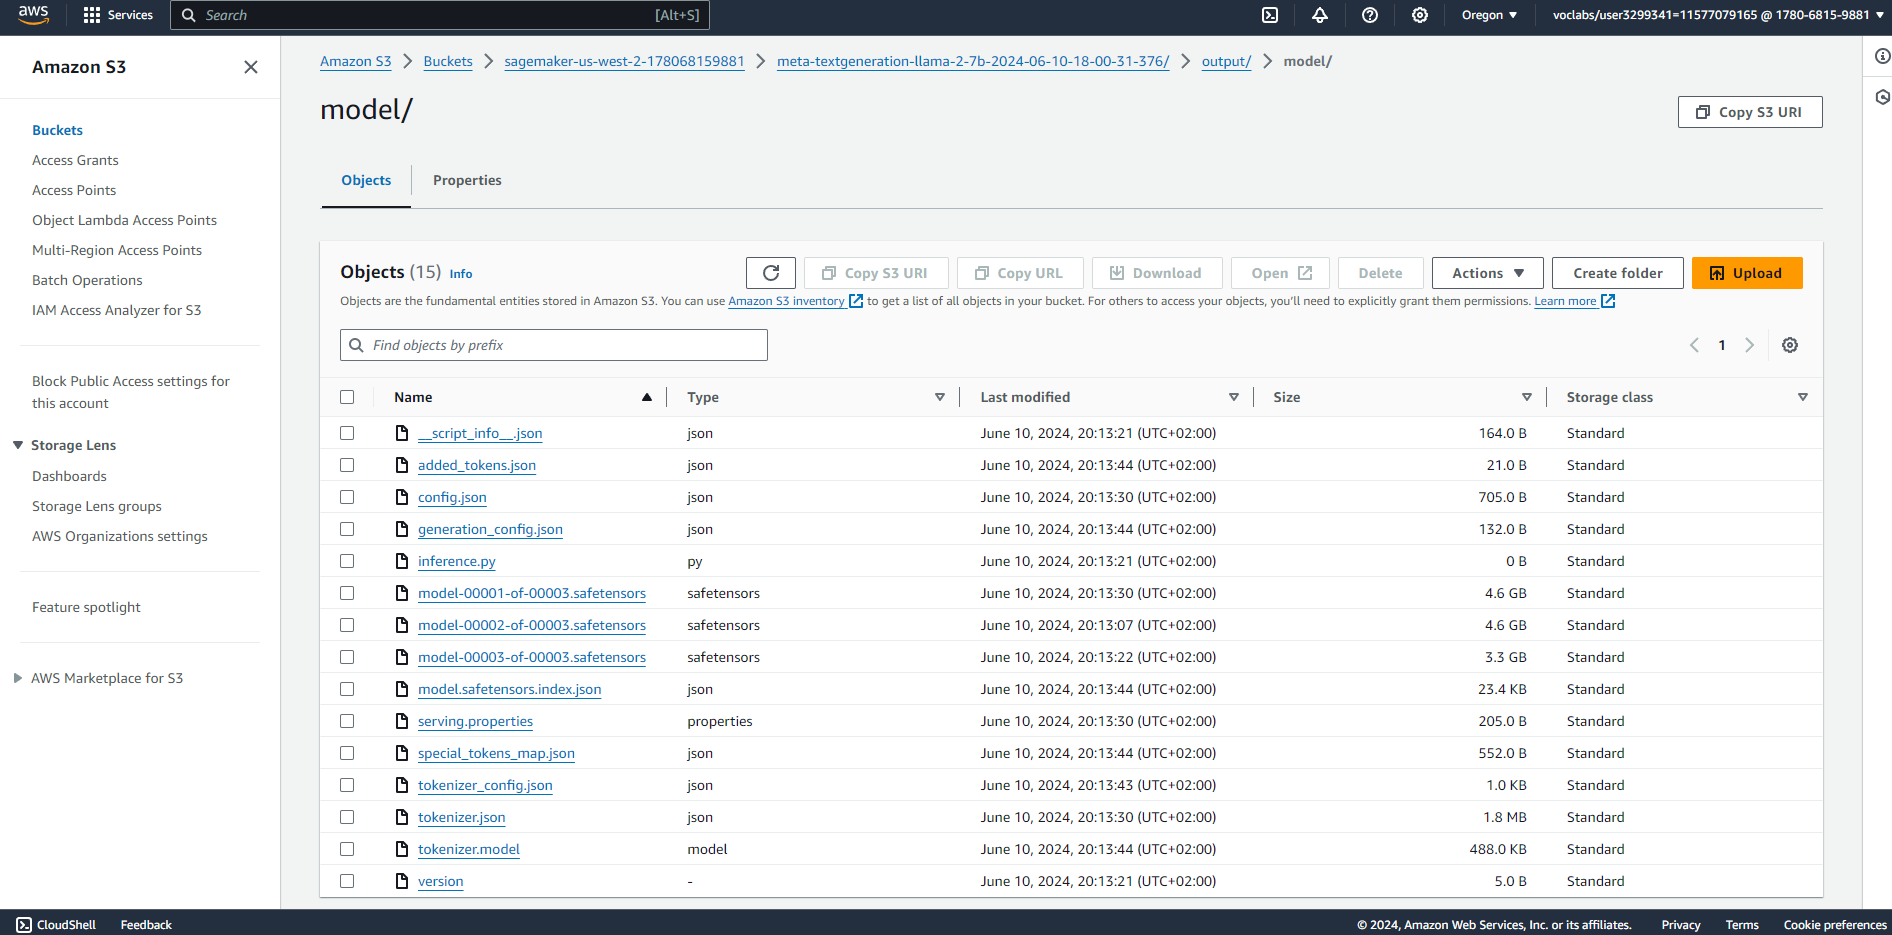 aws Services Search [Alt+S] Oregon voclabs/user3299341=11577079165 @ 1780-6815-9881
Amazon S3
Buckets
Access Grants
Access Points
Object Lambda Access Points
Multi-Region Access Points
Batch Operations
IAM Access Analyzer for S3
Block Public Access settings for
this account
Storage Lens
Dashboards
Storage Lens groups
AWS Organizations settings
Feature spotlight
AWS Marketplace for S3
Amazon S3 Buckets sagemaker-us-west-2-178068159881 meta-textgeneration-llama-2-7b-2024-06-10-18-00-31-376/ output/ model/
model/
Copy S3 URI
Objects Properties
Objects (15) Info
Copy S3 URI Copy URL Download Open Delete Actions Create folder Upload
Objects are the fundamental entities stored in Amazon S3. You can use Amazon S3 inventory to get a list of all objects in your bucket. For others to access your objects, you'll need to explicitly grant them permissions. Learn more
Find objects by prefix
1
Name Type Last modified Size Storage class
__script_info__.json json June 10, 2024, 20:13:21 (UTC+02:00) 164.0 B Standard
added_tokens.json json June 10, 2024, 20:13:44 (UTC+02:00) 21.0 B Standard
config.json json June 10, 2024, 20:13:30 (UTC+02:00) 705.0 B Standard
generation_config.json json June 10, 2024, 20:13:44 (UTC+02:00) 132.0 B Standard
inference.py py June 10, 2024, 20:13:21 (UTC+02:00) 0 B Standard
model-00001-of-00003.safetensors safetensors June 10, 2024, 20:13:30 (UTC+02:00) 4.6 GB Standard
model-00002-of-00003.safetensors safetensors June 10, 2024, 20:13:07 (UTC+02:00) 4.6 GB Standard
model-00003-of-00003.safetensors safetensors June 10, 2024, 20:13:22 (UTC+02:00) 3.3 GB Standard
model.safetensors.index.json json June 10, 2024, 20:13:44 (UTC+02:00) 23.4 KB Standard
serving.properties properties June 10, 2024, 20:13:30 (UTC+02:00) 205.0 B Standard
special_tokens_map.json json June 10, 2024, 20:13:44 (UTC+02:00) 552.0 B Standard
tokenizer_config.json json June 10, 2024, 20:13:43 (UTC+02:00) 1.0 KB Standard
tokenizer.json json June 10, 2024, 20:13:30 (UTC+02:00) 1.8 MB Standard
tokenizer.model model June 10, 2024, 20:13:44 (UTC+02:00) 488.0 KB Standard
version - June 10, 2024, 20:13:21 (UTC+02:00) 5.0 B Standard
CloudShell Feedback © 2024, Amazon Web Services, Inc. or its affiliates. Privacy Terms Cookie preferences